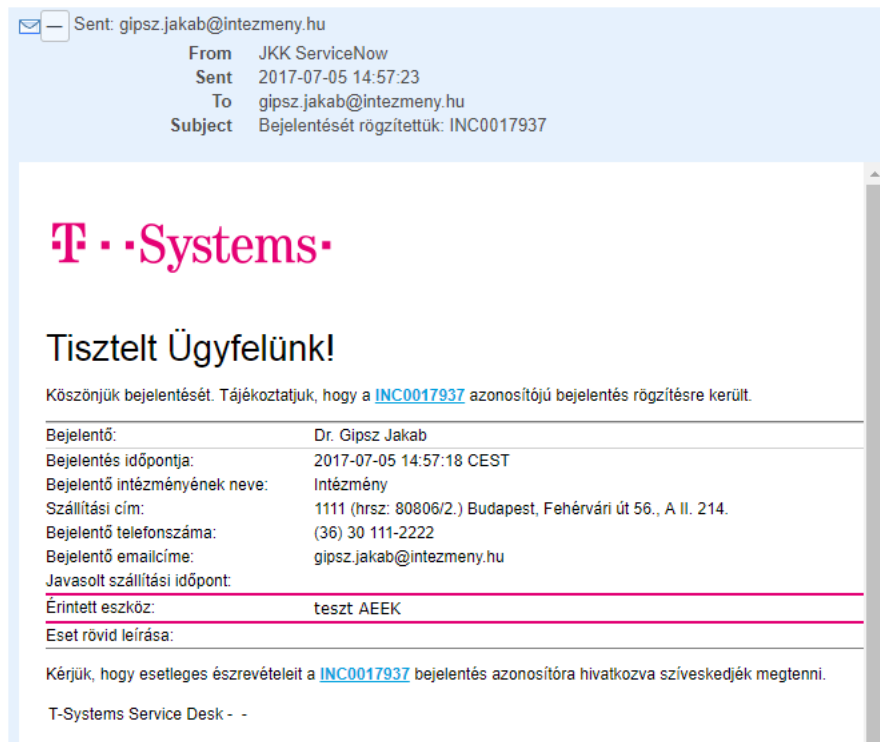 Sent: gipsz.jakab@intezmeny.hu
From JKK ServiceNow
Sent 2017-07-05 14:57:23
To gipsz.jakab@intezmeny.hu
Subject Bejelentését rögzítettük: INC0017937
T··Systems·
Tisztelt Ügyfelünk!
Köszönjük bejelentését. Tájékoztatjuk, hogy a INC0017937 azonosítójú bejelentés rögzítésre került.
Bejelentő: Dr. Gipsz Jakab
Bejelentés időpontja: 2017-07-05 14:57:18 CEST
Bejelentő intézményének neve: Intézmény
Szállítási cím: 1111 (hrsz: 80806/2.) Budapest, Fehérvári út 56., A II. 214.
Bejelentő telefonszáma: (36) 30 111-2222
Bejelentő emailcíme: gipsz.jakab@intezmeny.hu
Javasolt szállítási időpont:
Érintett eszköz: teszt AEEK
Eset rövid leírása:
Kérjük, hogy esetleges észrevételeit a INC0017937 bejelentés azonosítóra hivatkozva szíveskedjék megtenni.
T-Systems Service Desk - -